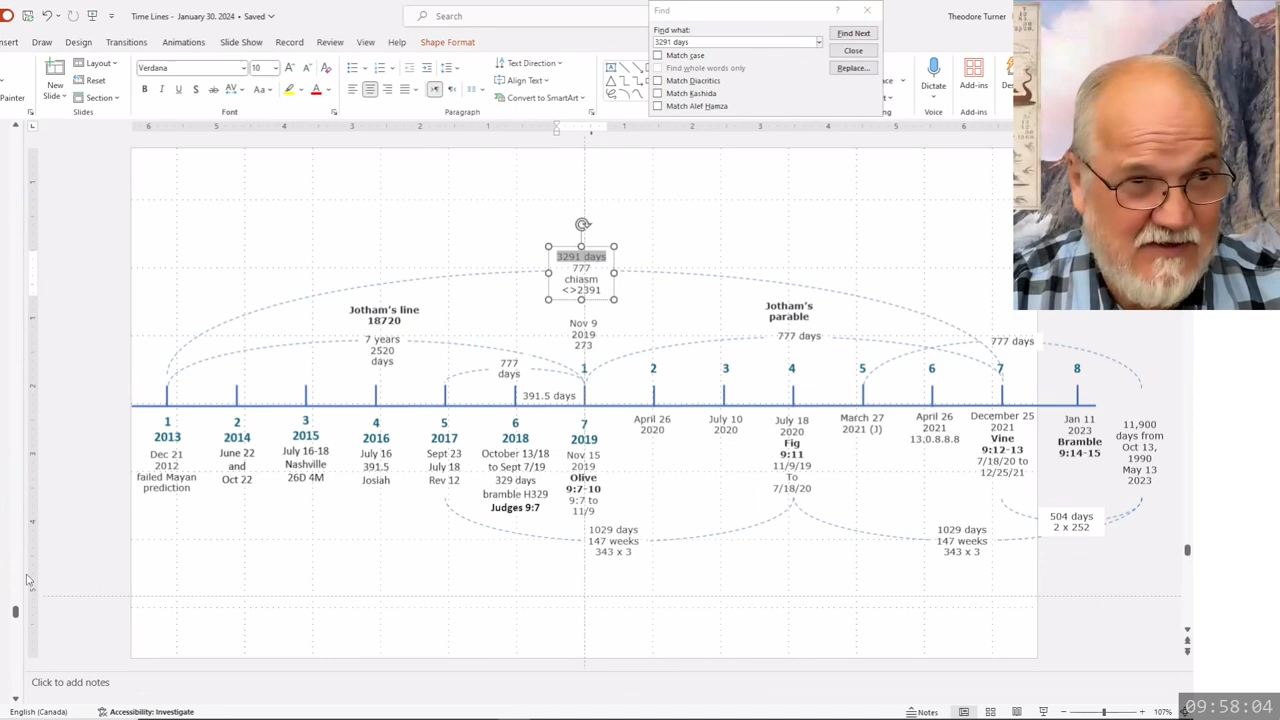 Time Lines - January 30, 2024 • Saved
Search
Theodore Turner
nsert
Draw
Design
Transitions
Animations
Slide Show
Record
Review
View
Help
Shape Format
Find
?
Find what:
3291 days
Find Next
Close
Replace...
Match case
Find whole words only
Match Diacritics
Match Kashida
Match Alef Hamza
Painter
New
Slide
Layout
Reset
Section
Slides
Verdana
10
Font
Paragraph
Text Direction
Align Text
Convert to SmartArt
Dictate
Voice
Add-ins
Add-ins
3291 days
777
chiasm
<>2391
Jotham's line
18720
Jotham's
parable
7 years
2520
days
Nov 9
2019
273
777 days
777 days
777
days
391.5 days
1
2
3
4
5
6
7
8
1
2013
Dec 21
2012
failed Mayan
prediction
2
2014
June 22
and
Oct 22
3
2015
July 16-18
Nashville
26D 4M
4
2016
July 16
391.5
Josiah
5
2017
Sept 23
July 18
Rev 12
6
2018
October 13/18
to Sept 7/19
329 days
bramble H329
Judges 9:7
7
2019
Nov 15
2019
Olive
9:7-10
9:7 to
11/9
April 26
2020
July 10
2020
July 18
2020
Fig
9:11
11/9/19
To
7/18/20
March 27
2021 (J)
April 26
2021
13,0.8.8.8
December 25
2021
Vine
9:12-13
7/18/20 to
12/25/21
Jan 11
2023
Bramble
9:14-15
11,900
days from
Oct 13,
1990
May 13
2023
1029 days
147 weeks
343 x 3
1029 days
147 weeks
343 x 3
504 days
2 x 252
Click to add notes
English (Canada)
Accessibility: Investigate
Notes
107%
09:58:04